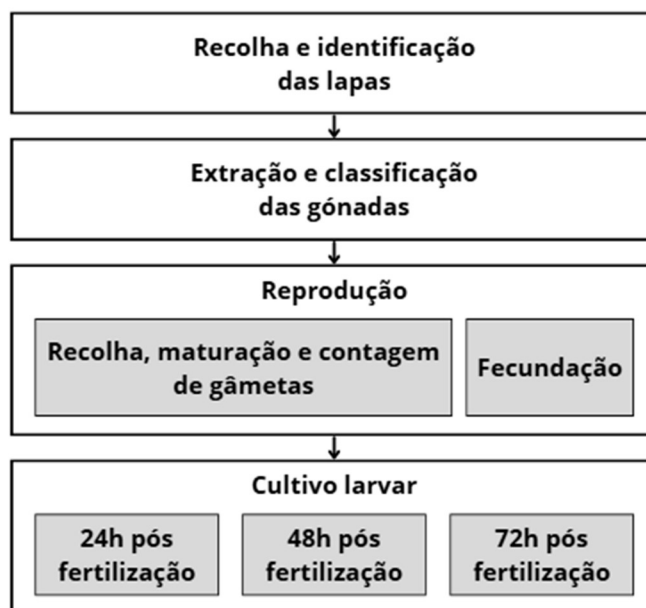 Recolha e identificação
das lapas
Extração e classificação
das gónadas
Reprodução
Recolha, maturação e contagem
de gâmetas
Fecundação
Cultivo larvar
24h pós
fertilização
48h pós
fertilização
72h pós
fertilização